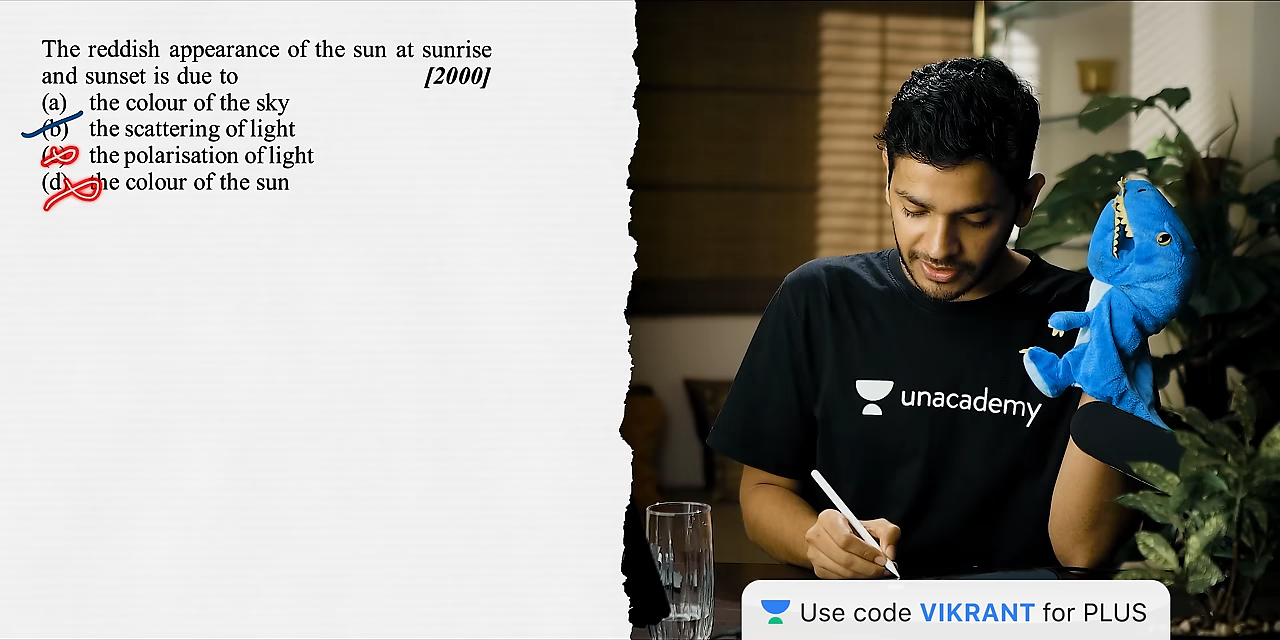 The reddish appearance of the sun at sunrise
and sunset is due to [2000]
(a) the colour of the sky
(b) the scattering of light
the polarisation of light
(d) the colour of the sun
unacademy
Use code VIKRANT for PLUS